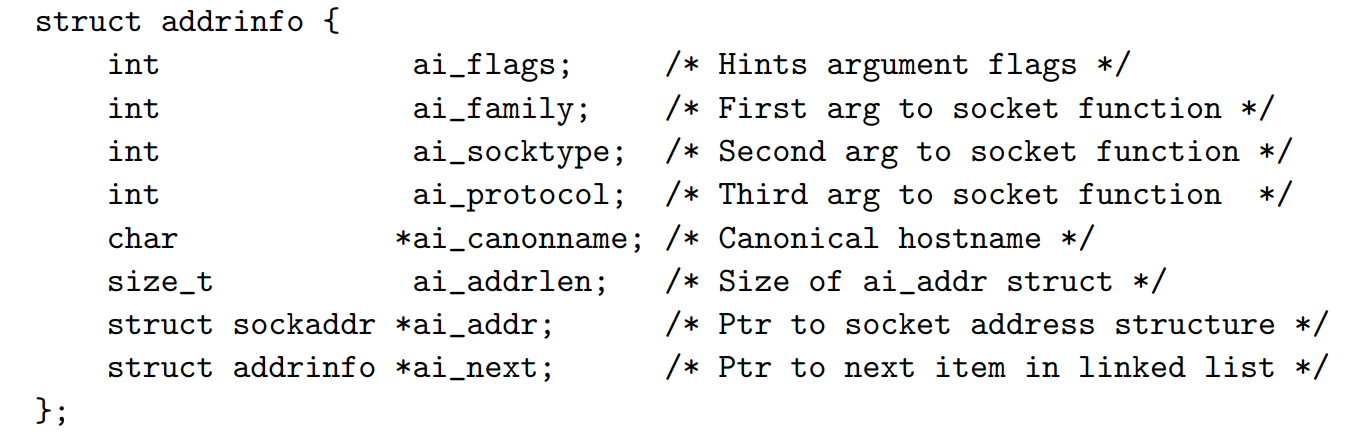 struct addrinfo {
    int              ai_flags;     /* Hints argument flags */
    int              ai_family;    /* First arg to socket function */
    int              ai_socktype;  /* Second arg to socket function */
    int              ai_protocol;  /* Third arg to socket function  */
    char            *ai_canonname; /* Canonical hostname */
    size_t           ai_addrlen;   /* Size of ai_addr struct */
    struct sockaddr *ai_addr;      /* Ptr to socket address structure */
    struct addrinfo *ai_next;      /* Ptr to next item in linked list */
};